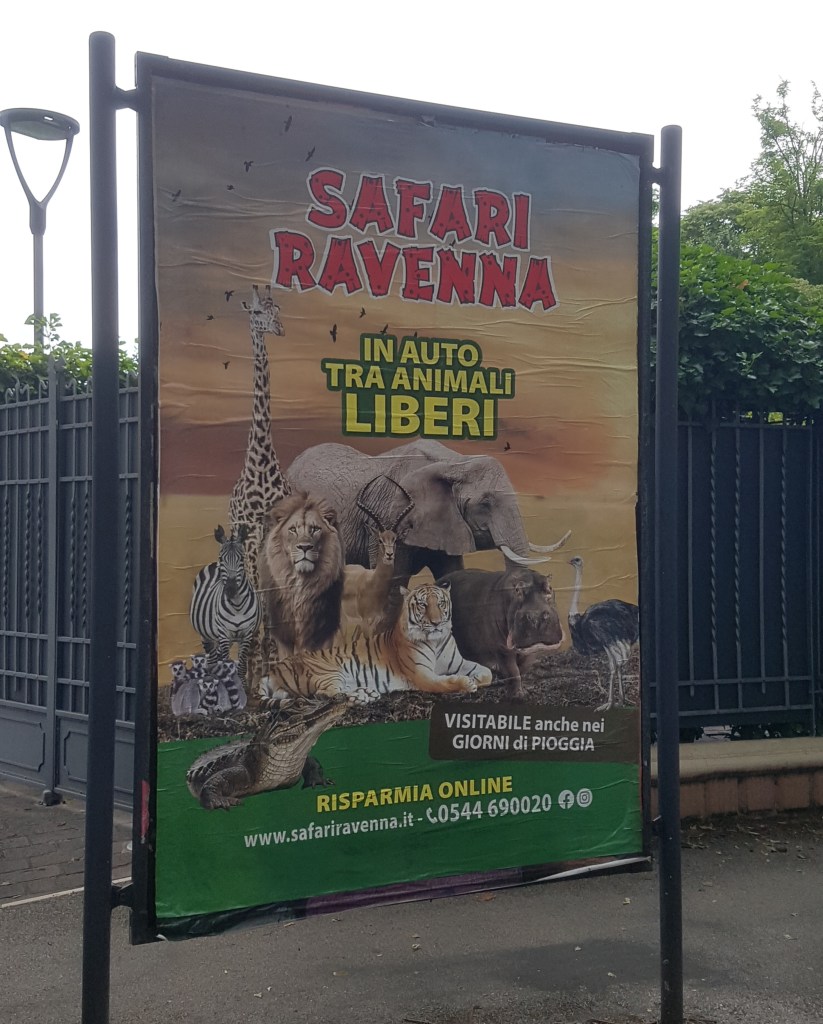 SAFARI
RAVENNA
IN AUTO
TRA ANIMALi
LIBERI
VISITABILE anche nei
GIORNI di PIOGGIA
RISPARMIA ONLINE
www.safariravenna.it - 0544 690020